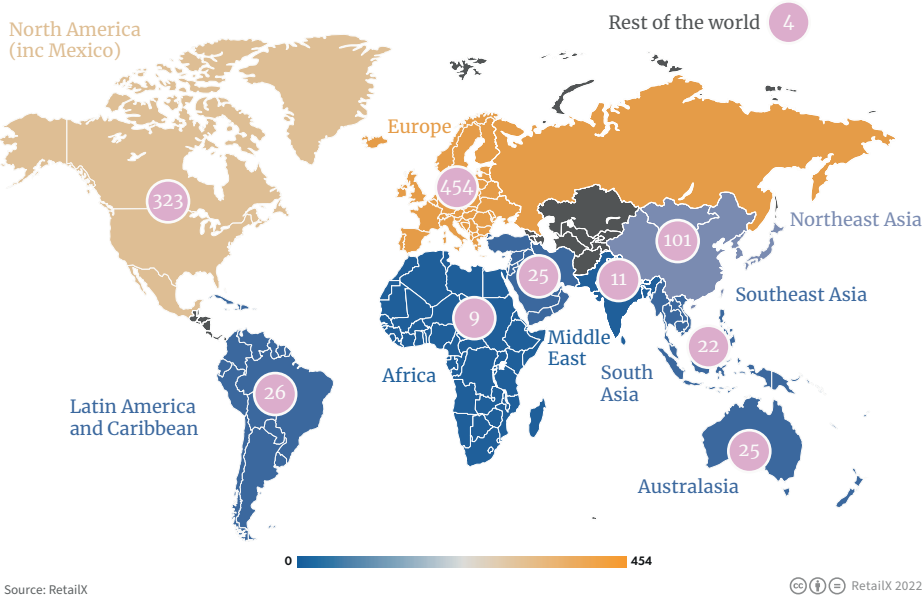 North America
(inc Mexico)
Rest of the world
4
Europe
454
323
Northeast Asia
101
25
11
Southeast Asia
9
Middle
East
22
Africa
South
Asia
26
Latin America
and Caribbean
25
Australasia
0
454
Source: RetailX
cc = RetailX 2022